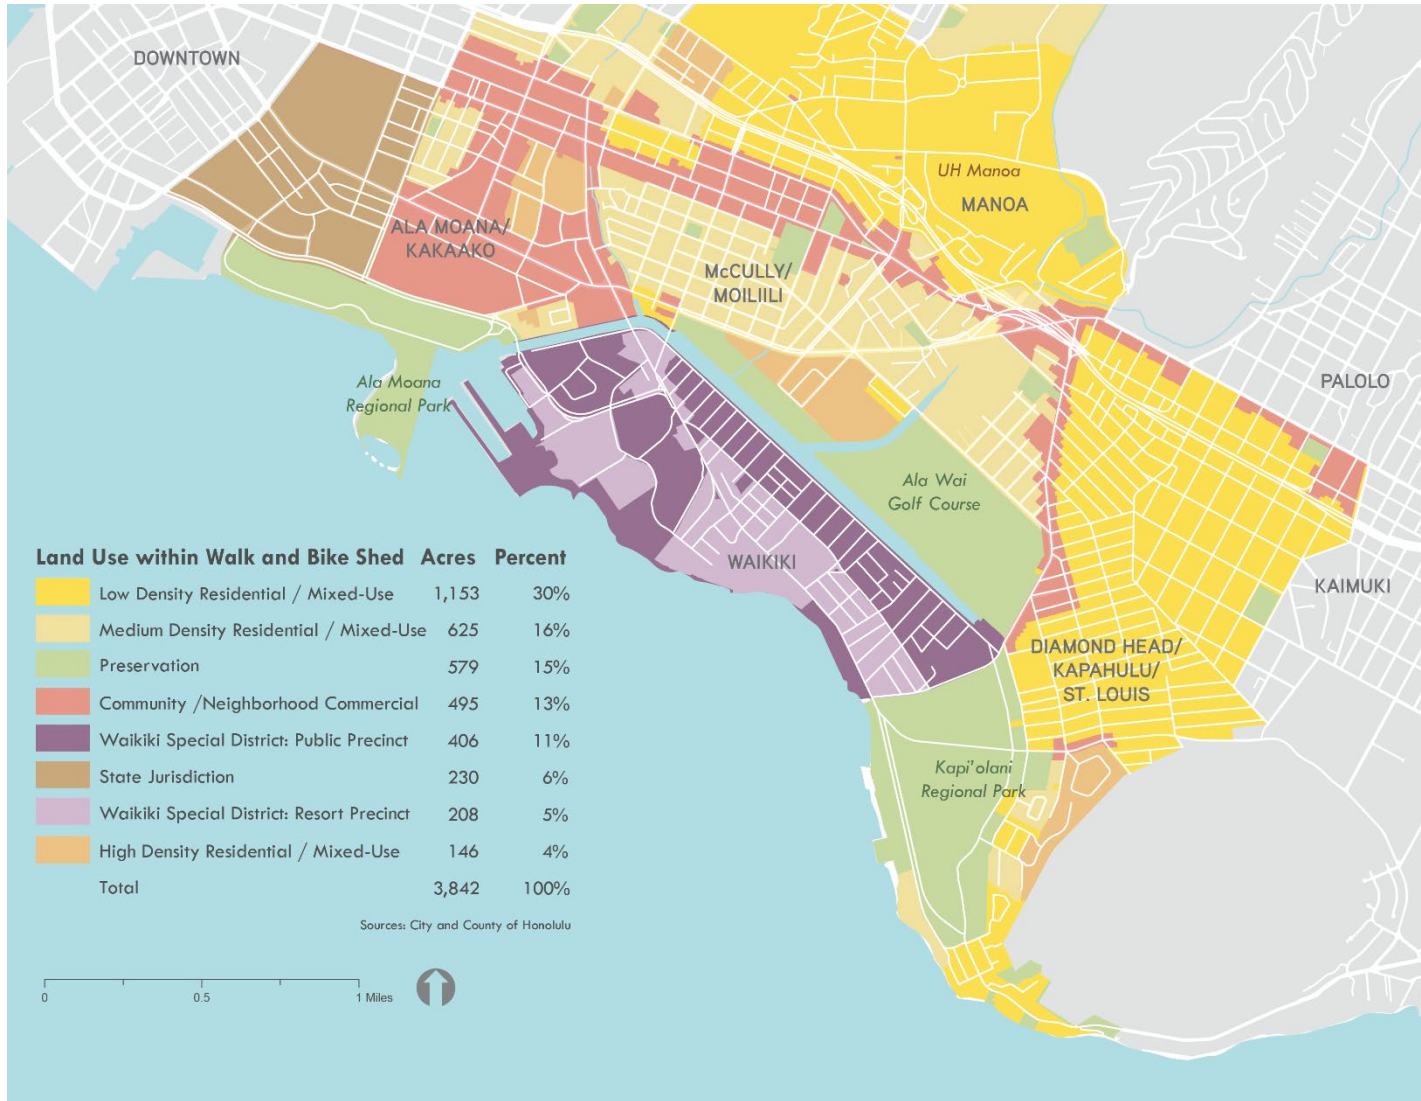 DOWNTOWN
UH Manoa
MANOA
ALA MOANA/
KAKAAKO
McCULLY/
MOILIILI
Ala Moana
Regional Park
PALOLO
Ala Wai
Golf Course
WAIKIKI
KAIMUKI
DIAMOND HEAD/
KAPAHULU/
ST. LOUIS
Kapi'olani
Regional Park
Land Use within Walk and Bike Shed Acres Percent
Low Density Residential / Mixed-Use 1,153 30%
Medium Density Residential / Mixed-Use 625 16%
Preservation 579 15%
Community /Neighborhood Commercial 495 13%
Waikiki Special District: Public Precinct 406 11%
State Jurisdiction 230 6%
Waikiki Special District: Resort Precinct 208 5%
High Density Residential / Mixed-Use 146 4%
Total 3,842 100%
Sources: City and County of Honolulu
0 0.5 1 Miles